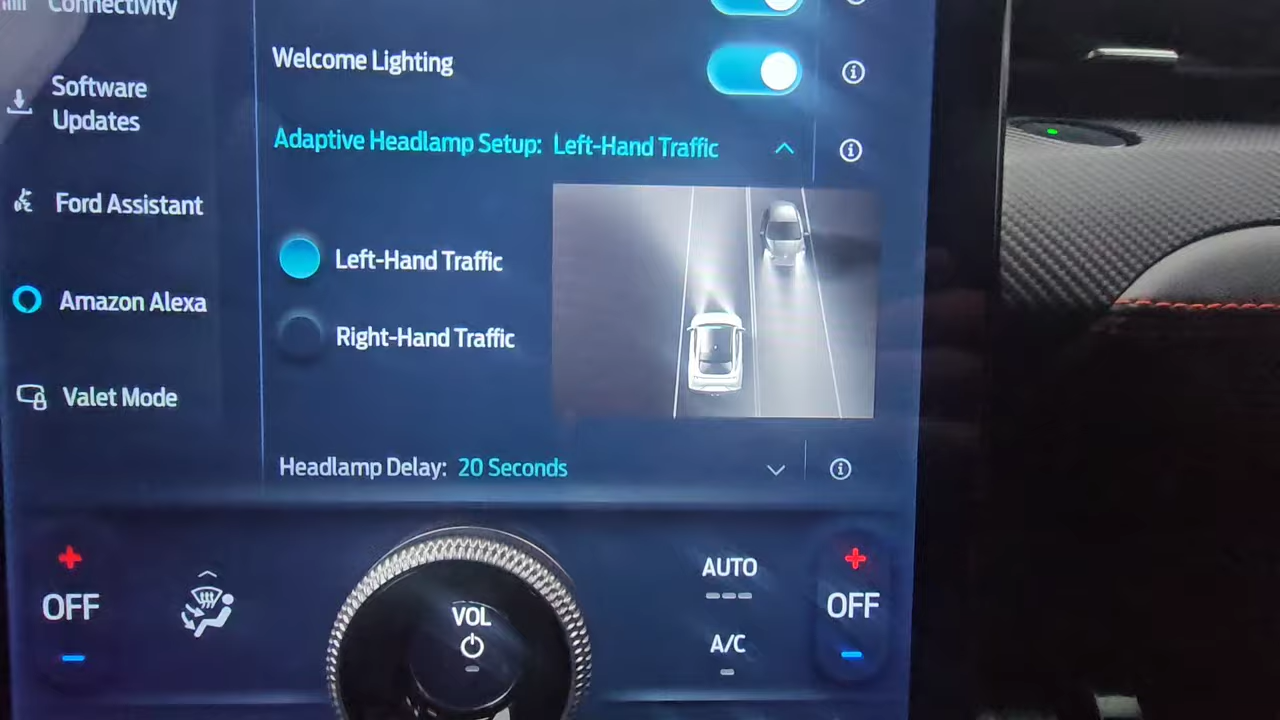 Connectivity
Software
Updates
Ford Assistant
Amazon Alexa
Valet Mode
Welcome Lighting
Adaptive Headlamp Setup: Left-Hand Traffic
Left-Hand Traffic
Right-Hand Traffic
Headlamp Delay: 20 Seconds
OFF
VOL
AUTO
A/C
OFF